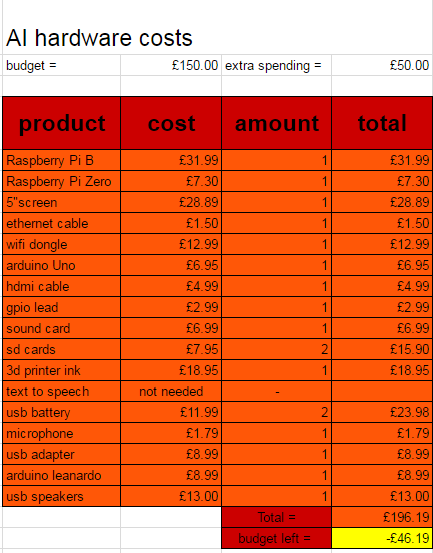 AI hardware costs
budget = £150.00 extra spending = £50.00
product cost amount total
Raspberry Pi B £31.99 1 £31.99
Raspberry Pi Zero £7.30 1 £7.30
5"screen £28.89 1 £28.89
ethernet cable £1.50 1 £1.50
wifi dongle £12.99 1 £12.99
arduino Uno £6.95 1 £6.95
hdmi cable £4.99 1 £4.99
gpio lead £2.99 1 £2.99
sound card £6.99 1 £6.99
sd cards £7.95 2 £15.90
3d printer ink £18.95 1 £18.95
text to speech not needed -
usb battery £11.99 2 £23.98
microphone £1.79 1 £1.79
usb adapter £8.99 1 £8.99
arduino leanardo £8.99 1 £8.99
usb speakers £13.00 1 £13.00
Total = £196.19
budget left = -£46.19